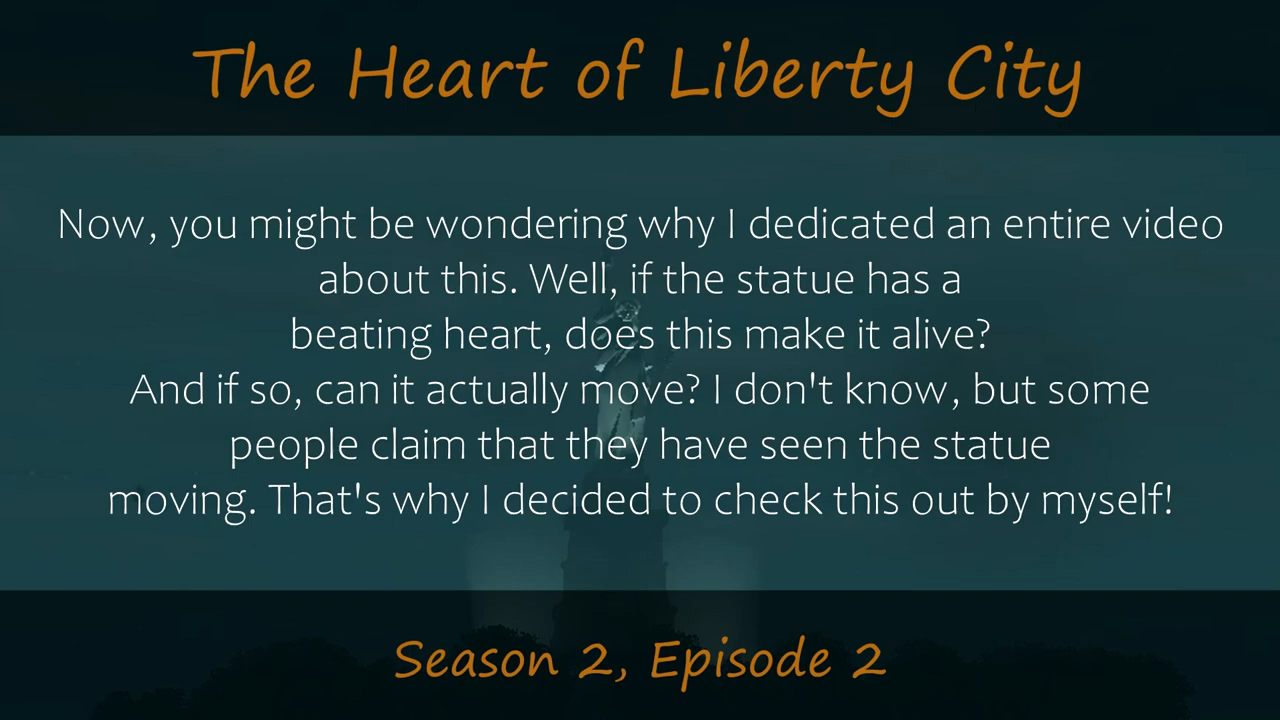 The Heart of Liberty City
Now, you might be wondering why I dedicated an entire video
about this. Well, if the statue has a
beating heart, does this make it alive?
And if so, can it actually move? I don't know, but some
people claim that they have seen the statue
moving. That's why I decided to check this out by myself!
Season 2, Episode 2